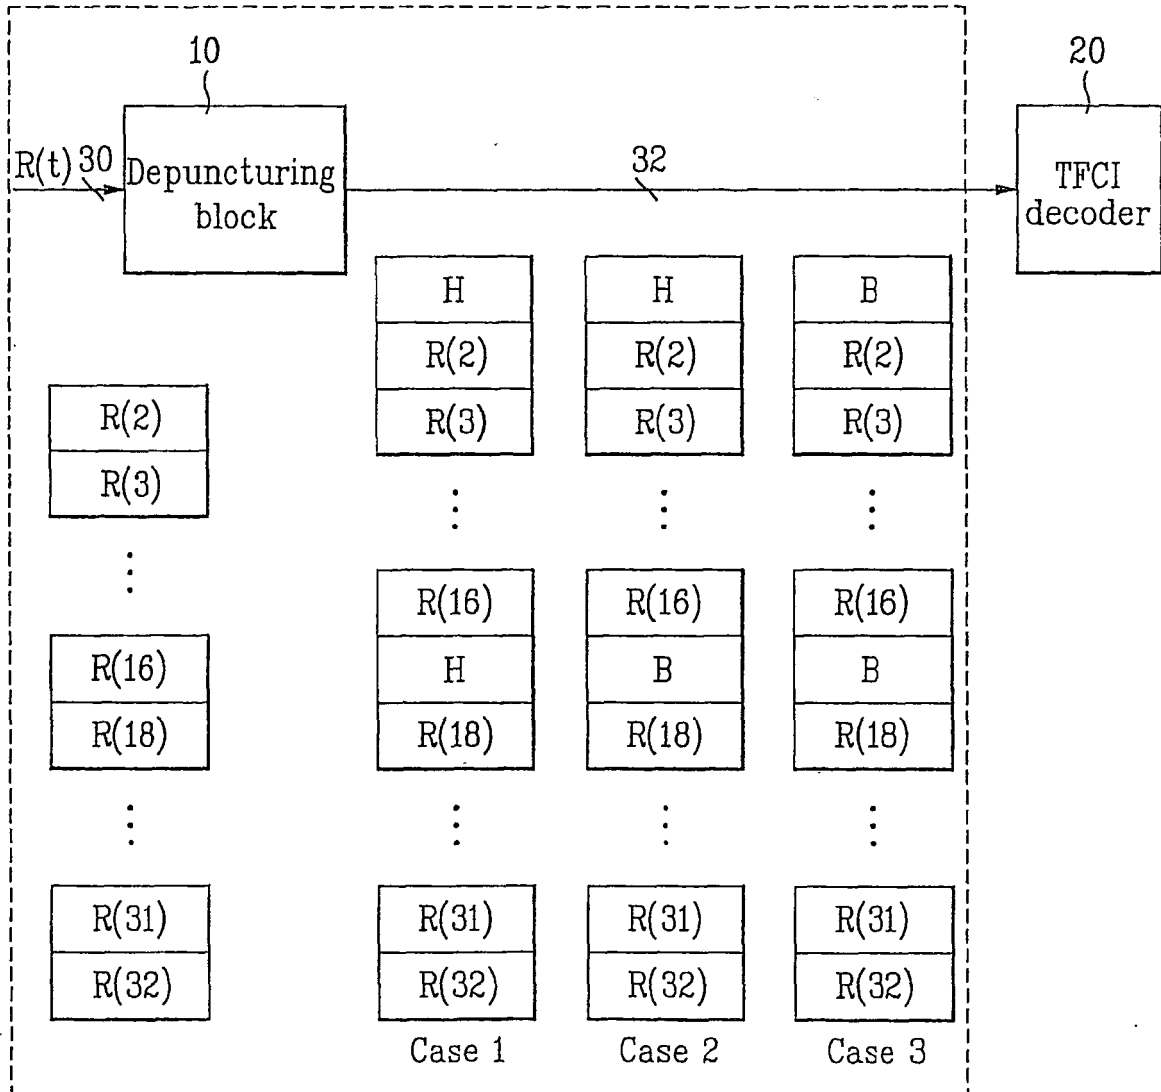 10
20
R(t) 30
32
Depuncturing
block
TFCI
decoder
R(2)
R(3)
R(16)
R(18)
R(31)
R(32)
H
R(2)
R(3)
R(16)
H
R(18)
R(31)
R(32)
Case 1
H
R(2)
R(3)
R(16)
B
R(18)
R(31)
R(32)
Case 2
B
R(2)
R(3)
R(16)
B
R(18)
R(31)
R(32)
Case 3